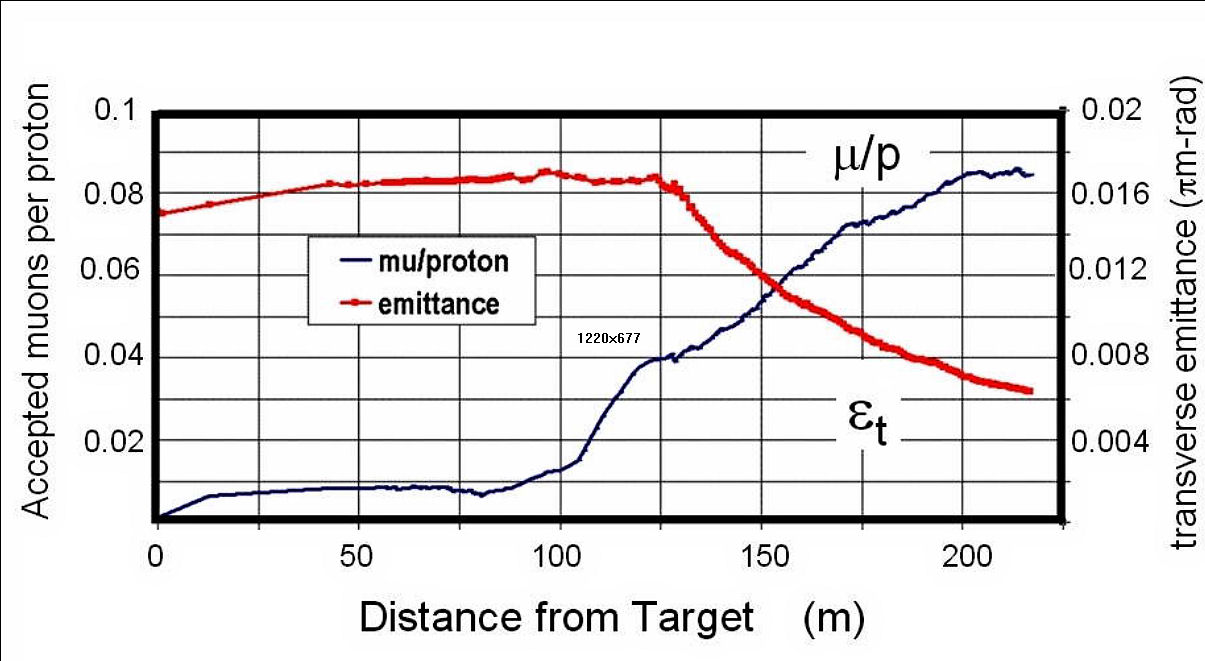 Accepted muons per proton
0.1
0.08
0.06
0.04
0.02
μ/p
mu/proton
emittance
1220×677
εt
0.02
0.016
0.012
0.008
0.004
transverse emittance (πm-rad)
0 50 100 150 200
Distance from Target (m)